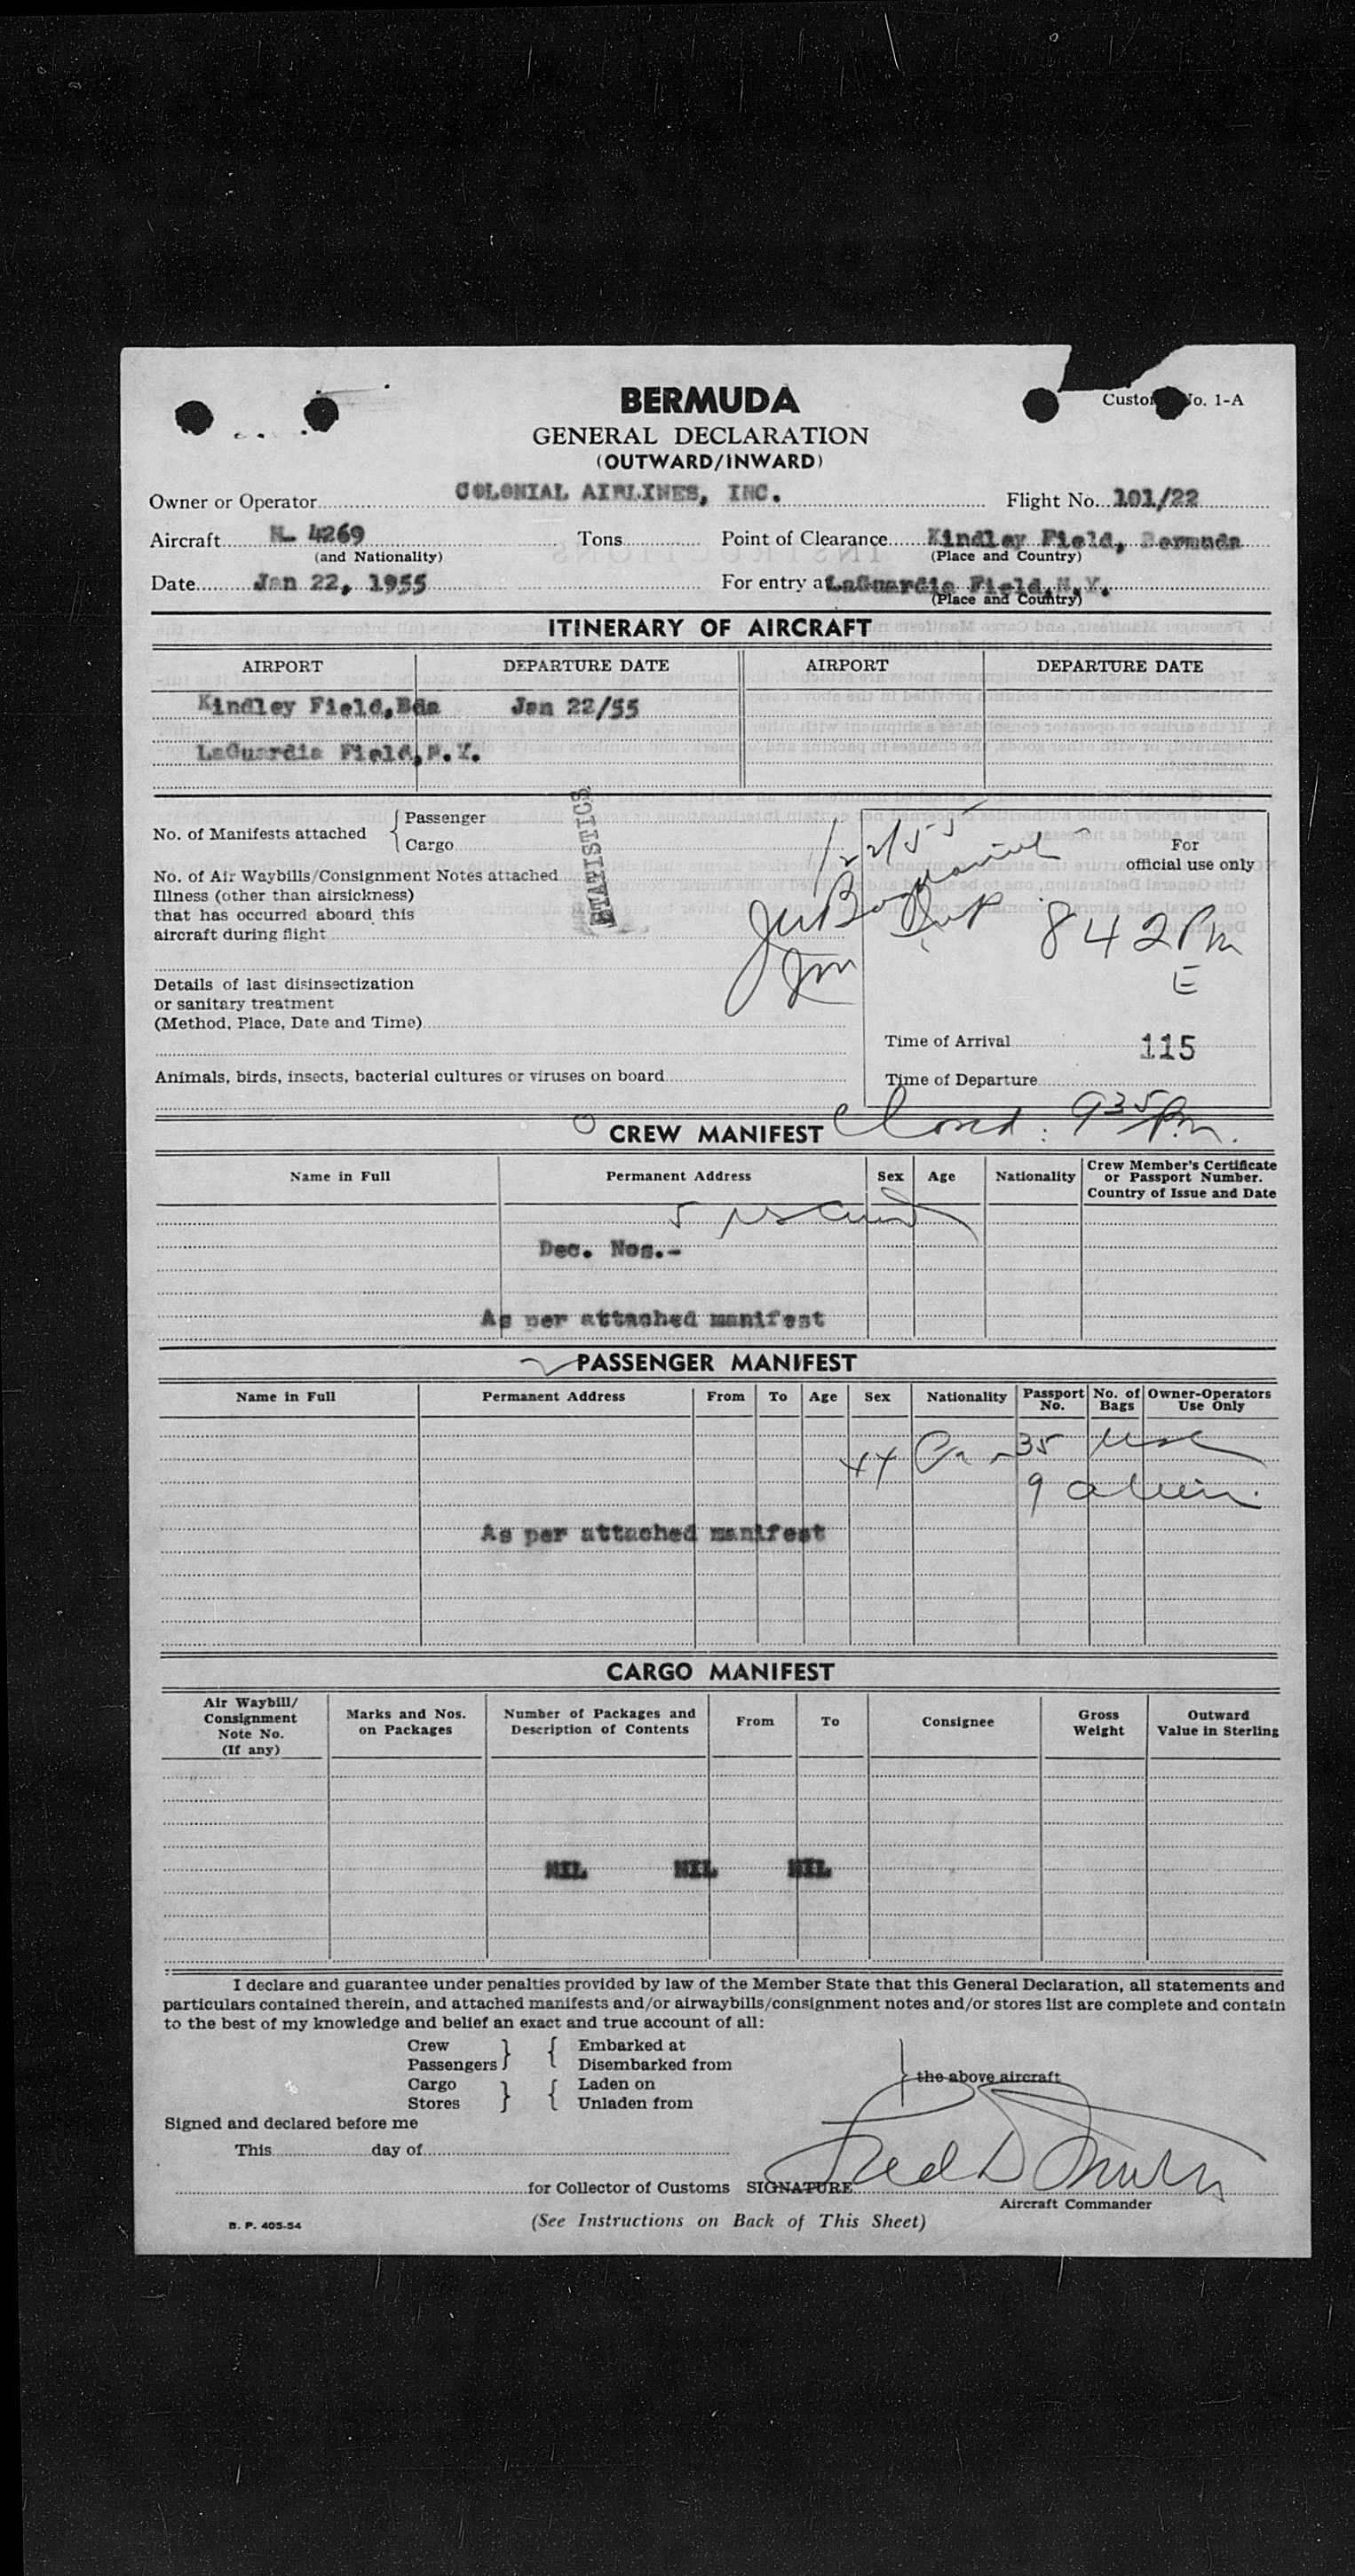 BERMUDA
Custo No. 1-A
GENERAL DECLARATION
(OUTWARD/INWARD)
Owner or Operator COLONIAL AIRLINES, INC. Flight No. 101/22
Aircraft N- 4269 Tons Point of Clearance Kindley Field, Bermuda
(and Nationality) (Place and Country)
Date Jan 22, 1955 For entry at LaGuardia Field, N.Y.
(Place and Country)
ITINERARY OF AIRCRAFT
AIRPORT DEPARTURE DATE AIRPORT DEPARTURE DATE
Kindley Field, Bda Jan 22/55
LaGuardia Field, N.Y.
STATISTICS
No. of Manifests attached { Passenger
Cargo
No. of Air Waybills/Consignment Notes attached
Illness (other than airsickness)
that has occurred aboard this
aircraft during flight
Details of last disinsectization
or sanitary treatment
(Method, Place, Date and Time)
Animals, birds, insects, bacterial cultures or viruses on board
1/22/55
For
official use only
842 Pm
E
Time of Arrival 115
Time of Departure
Closed: 935 P.m.
O CREW MANIFEST
Name in Full Permanent Address Sex Age Nationality Crew Member's Certificate
or Passport Number.
Country of Issue and Date
5
Dec. Nos.-
As per attached manifest
PASSENGER MANIFEST
Name in Full Permanent Address From To Age Sex Nationality Passport No. No. of Bags Owner-Operators Use Only
44 35 usc
9 alien
As per attached manifest
CARGO MANIFEST
Air Waybill/ Consignment Note No. (If any) Marks and Nos. on Packages Number of Packages and Description of Contents From To Consignee Gross Weight Outward Value in Sterling
NIL NIL NIL
I declare and guarantee under penalties provided by law of the Member State that this General Declaration, all statements and
particulars contained therein, and attached manifests and/or airwaybills/consignment notes and/or stores list are complete and contain
to the best of my knowledge and belief an exact and true account of all:
Crew } { Embarked at
Passengers Disembarked from
} the above aircraft
Cargo } { Laden on
Stores Unladen from
Signed and declared before me
This day of
for Collector of Customs SIGNATURE Fred D
Aircraft Commander
B. P. 405-54
(See Instructions on Back of This Sheet)